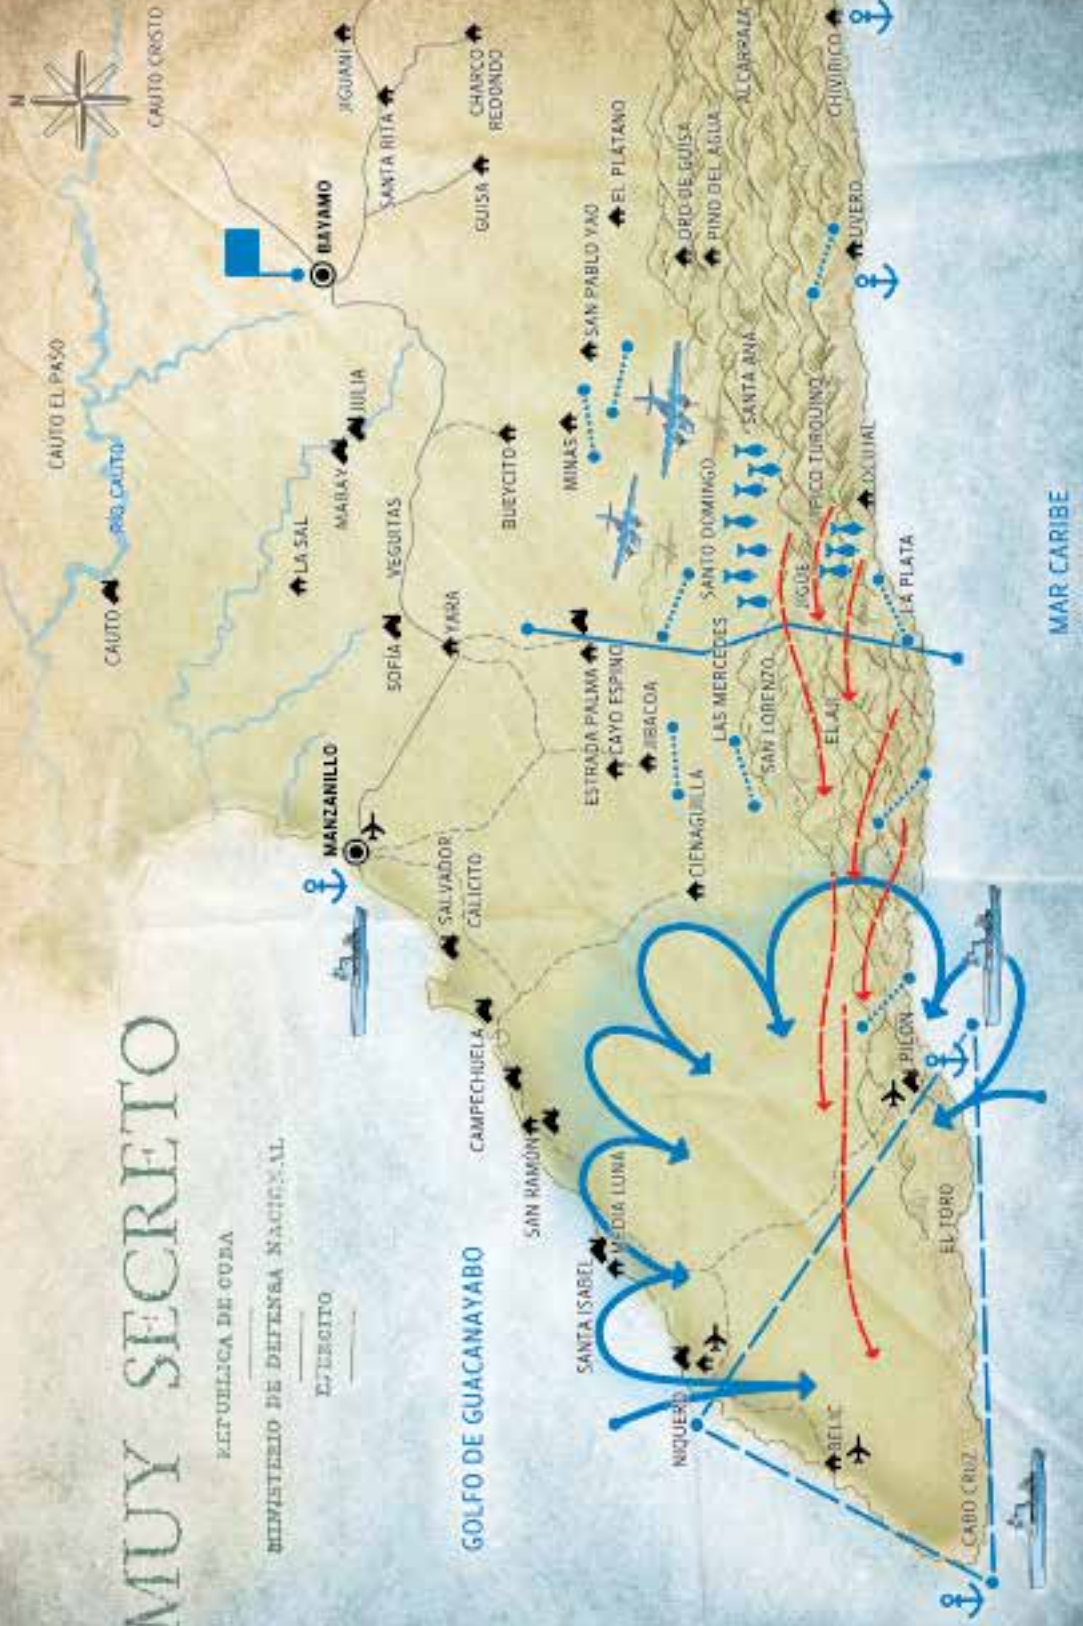 MUY SECRETO
REPUBLICA DE CUBA
MINISTERIO DE DEFENSA NACIONAL
EJERCITO
GOLFO DE GUACANAYABO
MAR CARIBE
N
CAUTO CRISTO
CAUTO EL PASO
RÍO CAUTO
CAUTO
JIGUANÍ
SANTA RITA
CHARCO
REDONDO
GUISA
BAYAMO
JULIA
MABAY
LA SAL
VEGUITAS
SOFÍA
YARA
BUEYCITO
MANZANILLO
SALVADOR
CALICITO
CAMPECHUELA
SAN RAMÓN
MEDIA LUNA
SANTA ISABEL
NIQUERO
BELIC
CABO CRUZ
EL TORO
PILÓN
CIENAGUILLA
JIBACOA
CAYO ESPINO
ESTRADA PALMA
LAS MERCEDES
SAN LORENZO
EL AJÍ
JIGÜE
LA PLATA
OCUJAL
PICO TURQUINO
SANTO DOMINGO
SANTA ANA
MINAS
SAN PABLO YAO
EL PLATANO
ORO DE GUISA
PINO DEL AGUA
ALCARRAZA
UVERO
CHIVIRICO